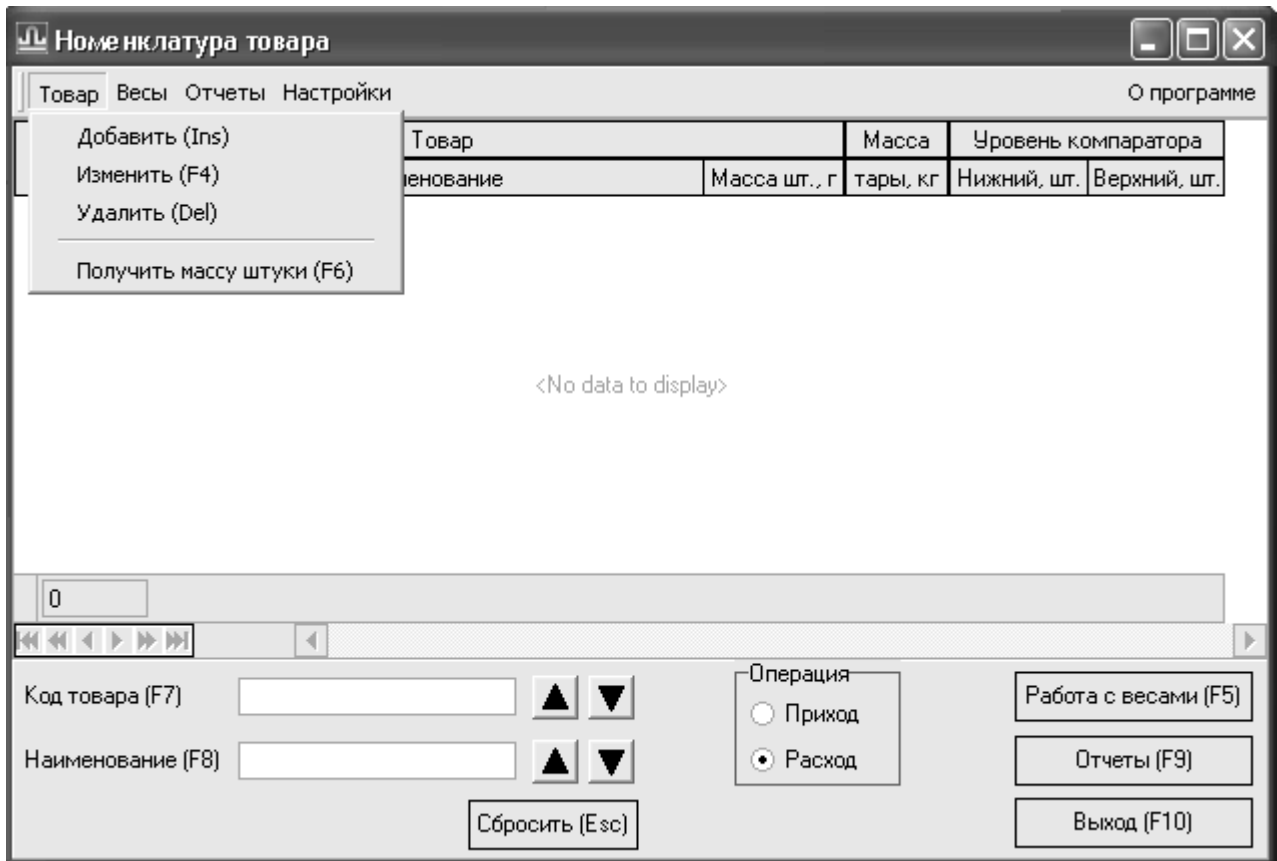 Номенклатура товара
Товар Весы Отчеты Настройки О программе
Добавить (Ins)
Изменить (F4)
Удалить (Del)
Получить массу штуки (F6)
Товар Масса Уровень компаратора
енование Масса шт., г тары, кг Нижний, шт. Верхний, шт.
<No data to display>
0
Код товара (F7)
Наименование (F8)
Сбросить (Esc)
Операция
Приход
Расход
Работа с весами (F5)
Отчеты (F9)
Выход (F10)